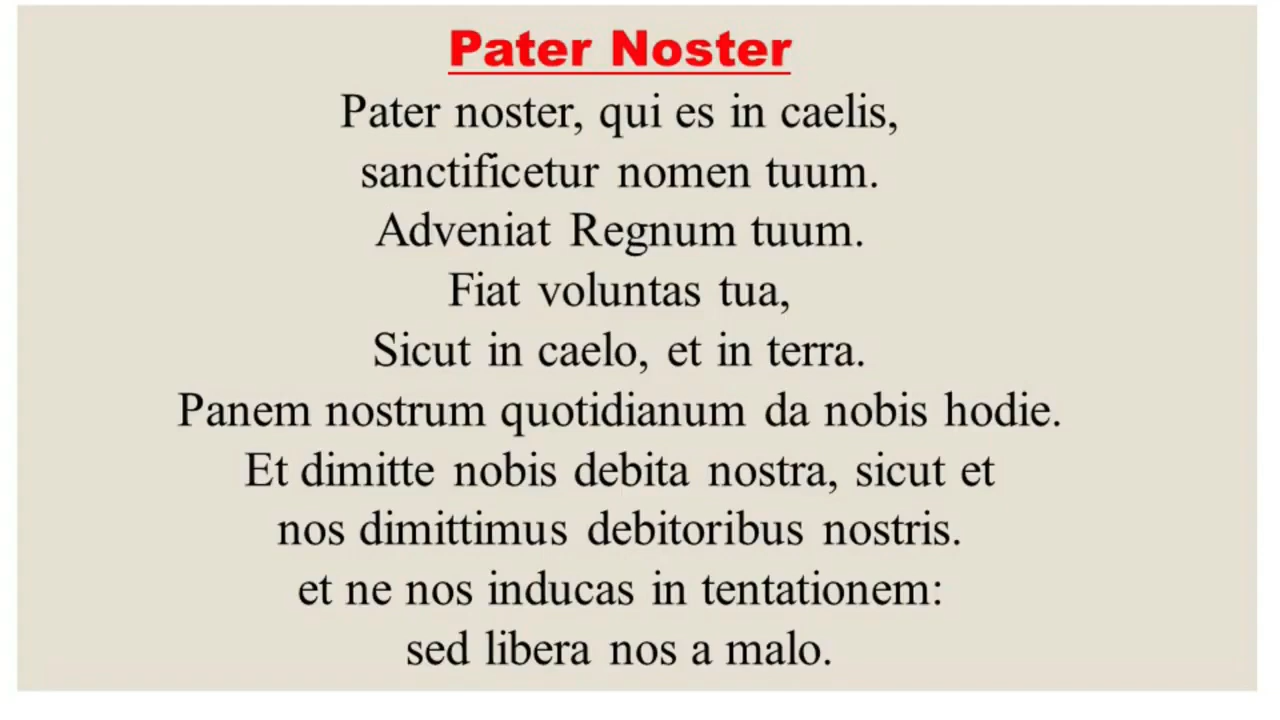 Pater Noster
Pater noster, qui es in caelis,
sanctificetur nomen tuum.
Adveniat Regnum tuum.
Fiat voluntas tua,
Sicut in caelo, et in terra.
Panem nostrum quotidianum da nobis hodie.
Et dimitte nobis debita nostra, sicut et
nos dimittimus debitoribus nostris.
et ne nos inducas in tentationem:
sed libera nos a malo.